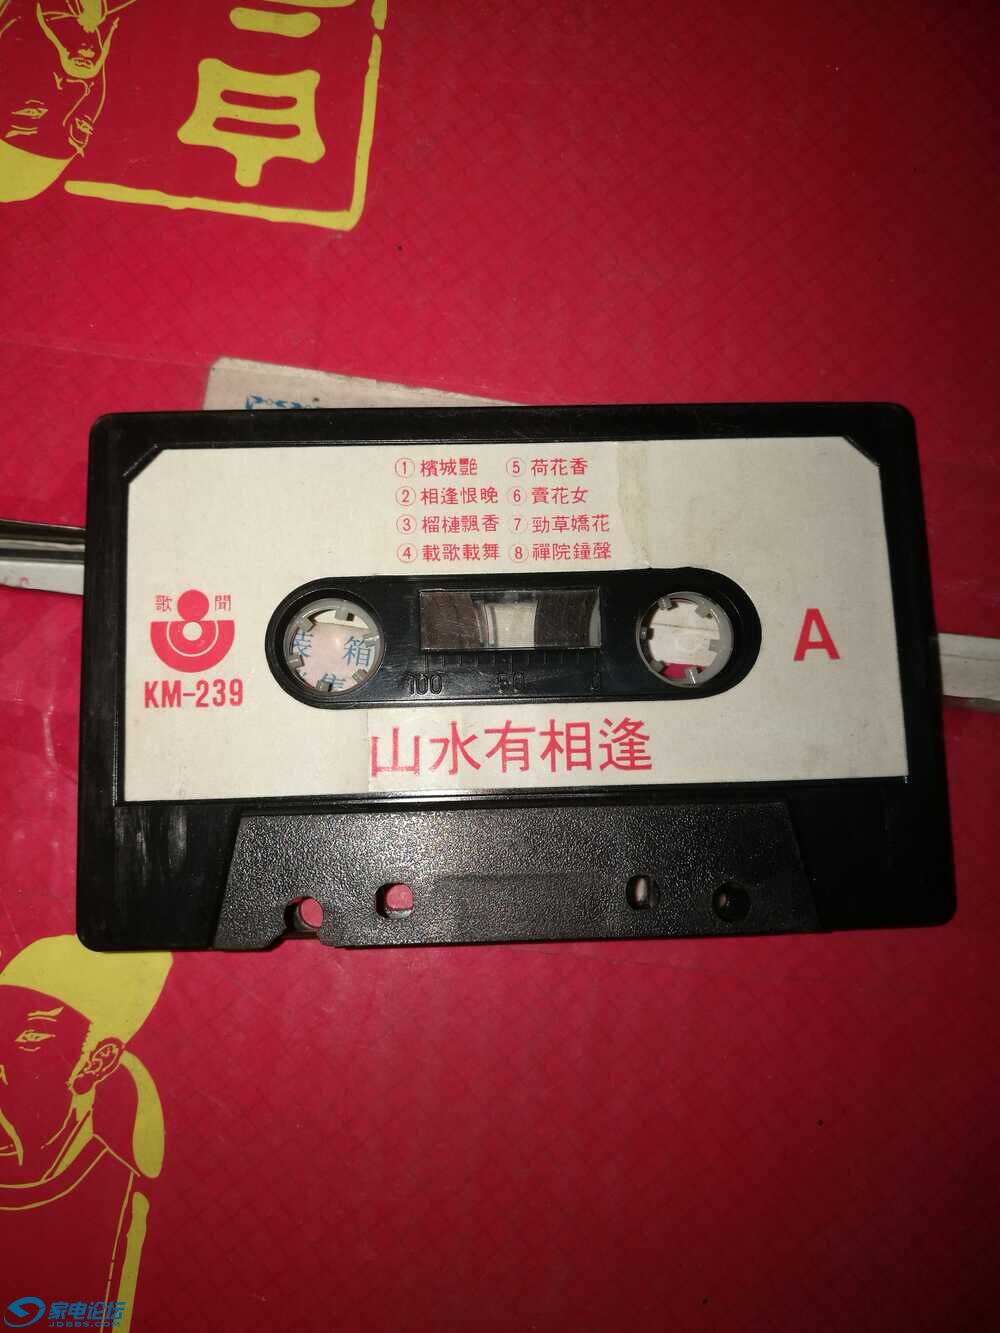 ①檳城艷 ⑤荷花香
②相逢恨晚 ⑥賣花女
③榴槤飄香 ⑦勁草嬌花
④載歌載舞 ⑧禪院鐘聲
歌聞
KM-239
箱
100 50 0
A
山水有相逢
家电论坛
JDBBS.COM